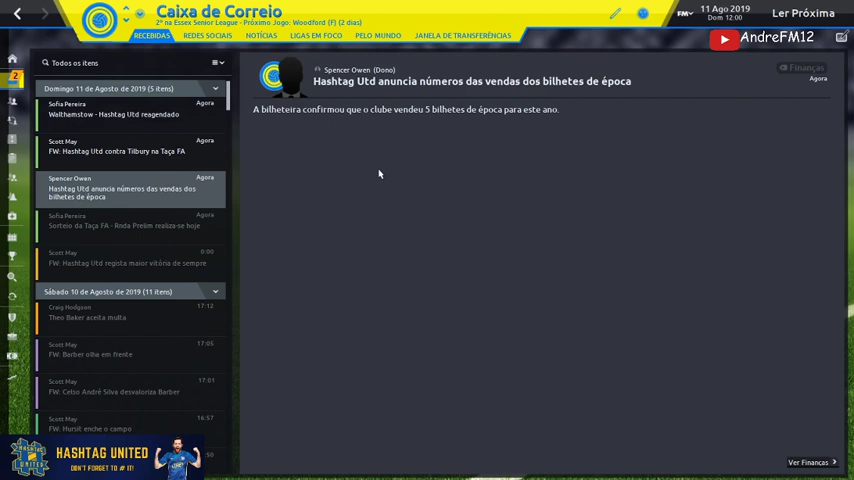 Caixa de Correio
2º na Essex Senior League - Próximo Jogo: Woodford (F) (2 dias)
FM
11 Ago 2019
Dom 12:00
Ler Próxima
RECEBIDAS
REDES SOCIAIS
NOTÍCIAS
LIGAS EM FOCO
PELO MUNDO
JANELA DE TRANSFERÊNCIAS
AndreFM12
2
Todos os itens
Domingo 11 de Agosto de 2019 (5 itens)
Sofia Pereira
Agora
Walthamstow - Hashtag Utd reagendado
Scott May
Agora
FW: Hashtag Utd contra Tilbury na Taça FA
Spencer Owen
Agora
Hashtag Utd anuncia números das vendas dos
bilhetes de época
Sofia Pereira
Agora
Sorteio da Taça FA - Rnda Prelim realiza-se hoje
Scott May
0:00
FW: Hashtag Utd regista maior vitória de sempre
Sábado 10 de Agosto de 2019 (11 itens)
Craig Hodgson
17:12
Theo Baker aceita multa
Scott May
17:05
FW: Barber olha em frente
Scott May
17:01
FW: Celso André Silva desvaloriza Barber
Scott May
16:57
FW: Hursit enche o campo
:50
Spencer Owen (Dono)
Hashtag Utd anuncia números das vendas dos bilhetes de época
Finanças
Agora
A bilheteira confirmou que o clube vendeu 5 bilhetes de época para este ano.
Ver Finanças
HASHTAG
UNITED
HASHTAG UNITED
DON'T FORGET TO # IT!